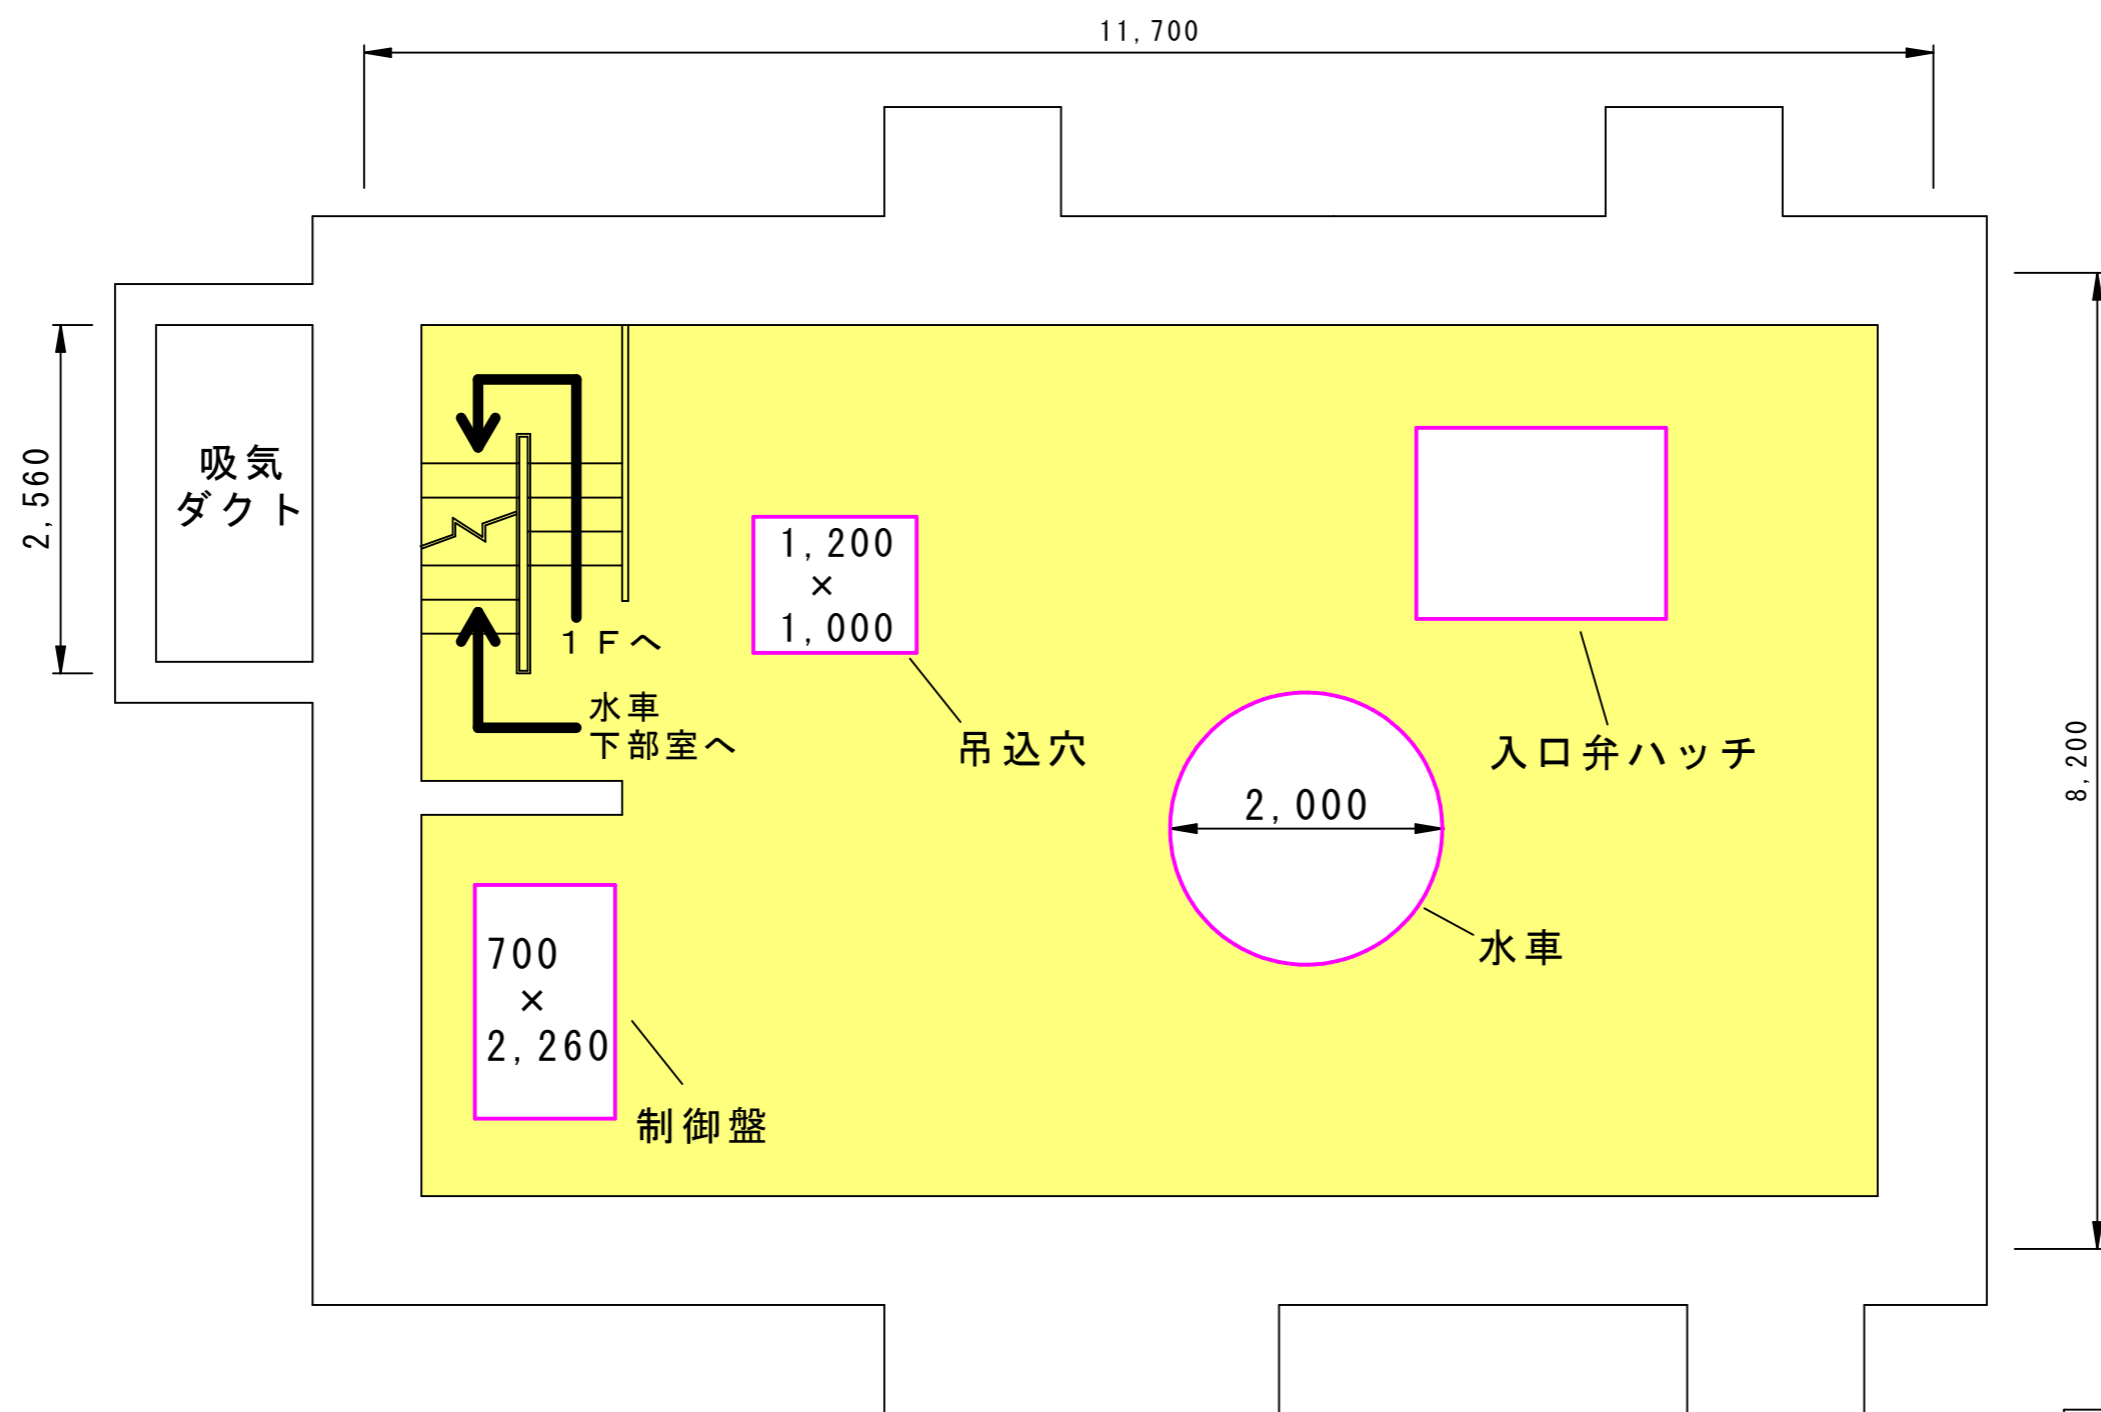 11,700
吸気
ダクト
2,560
1Fへ
水車
下部室へ
1,200
×
1,000
吊込穴
入口弁ハッチ
2,000
水車
8,200
700
×
2,260
制御盤